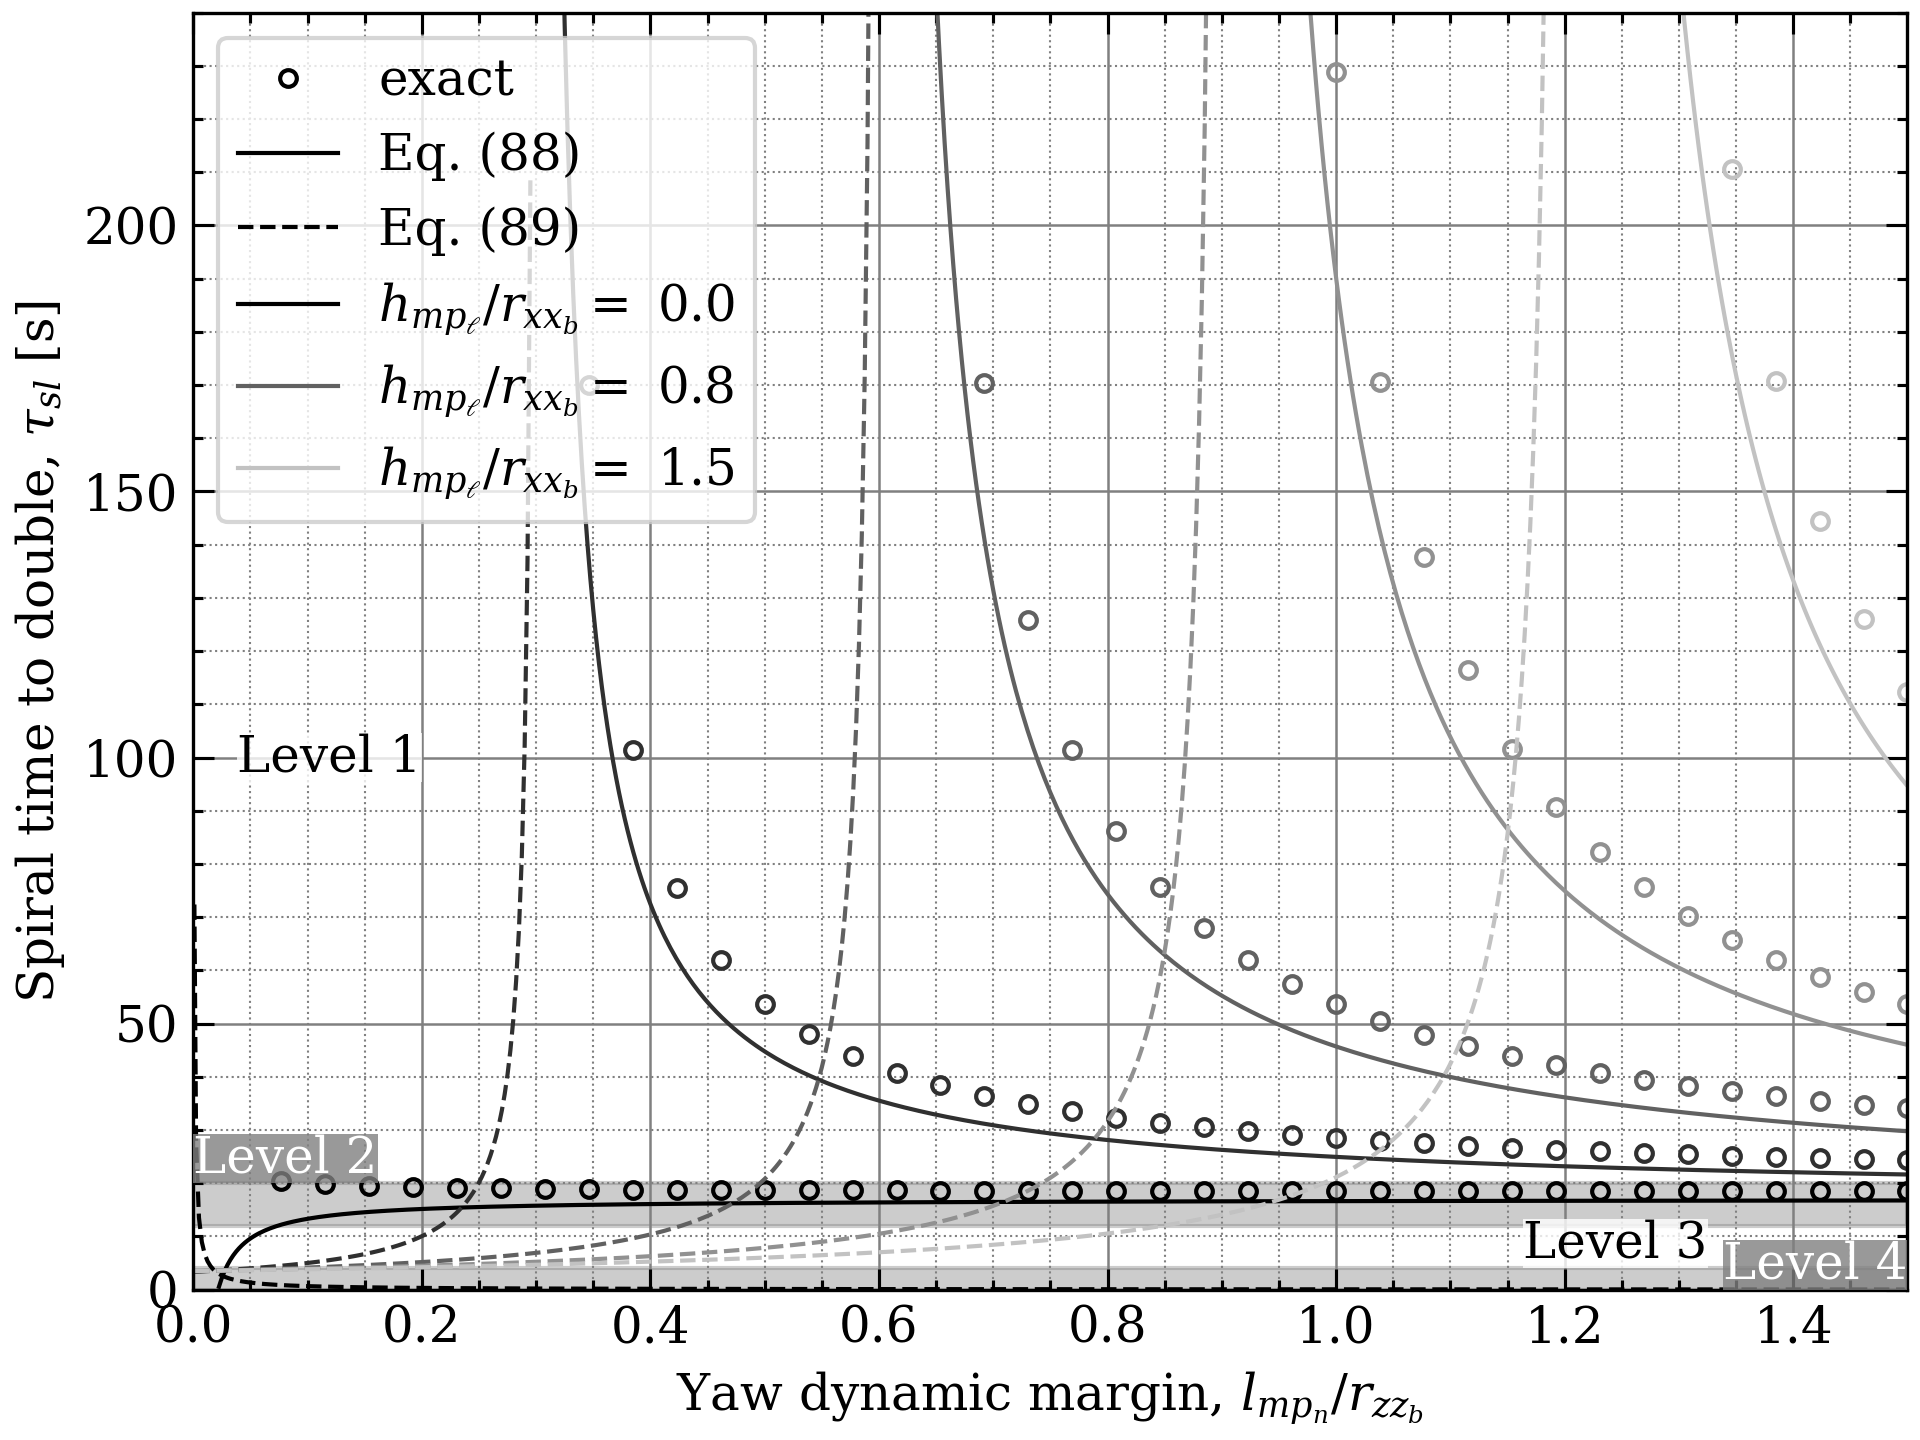 exact
Eq. (88)
Eq. (89)
h_{mp_ℓ}/r_{xx_b} = 0.0
h_{mp_ℓ}/r_{xx_b} = 0.8
h_{mp_ℓ}/r_{xx_b} = 1.5
Spiral time to double, τ_{sl} [s]
200
150
100
50
0
Level 1
Level 2
Level 3
Level 4
0.0 0.2 0.4 0.6 0.8 1.0 1.2 1.4
Yaw dynamic margin, l_{mp_n}/r_{zz_b}